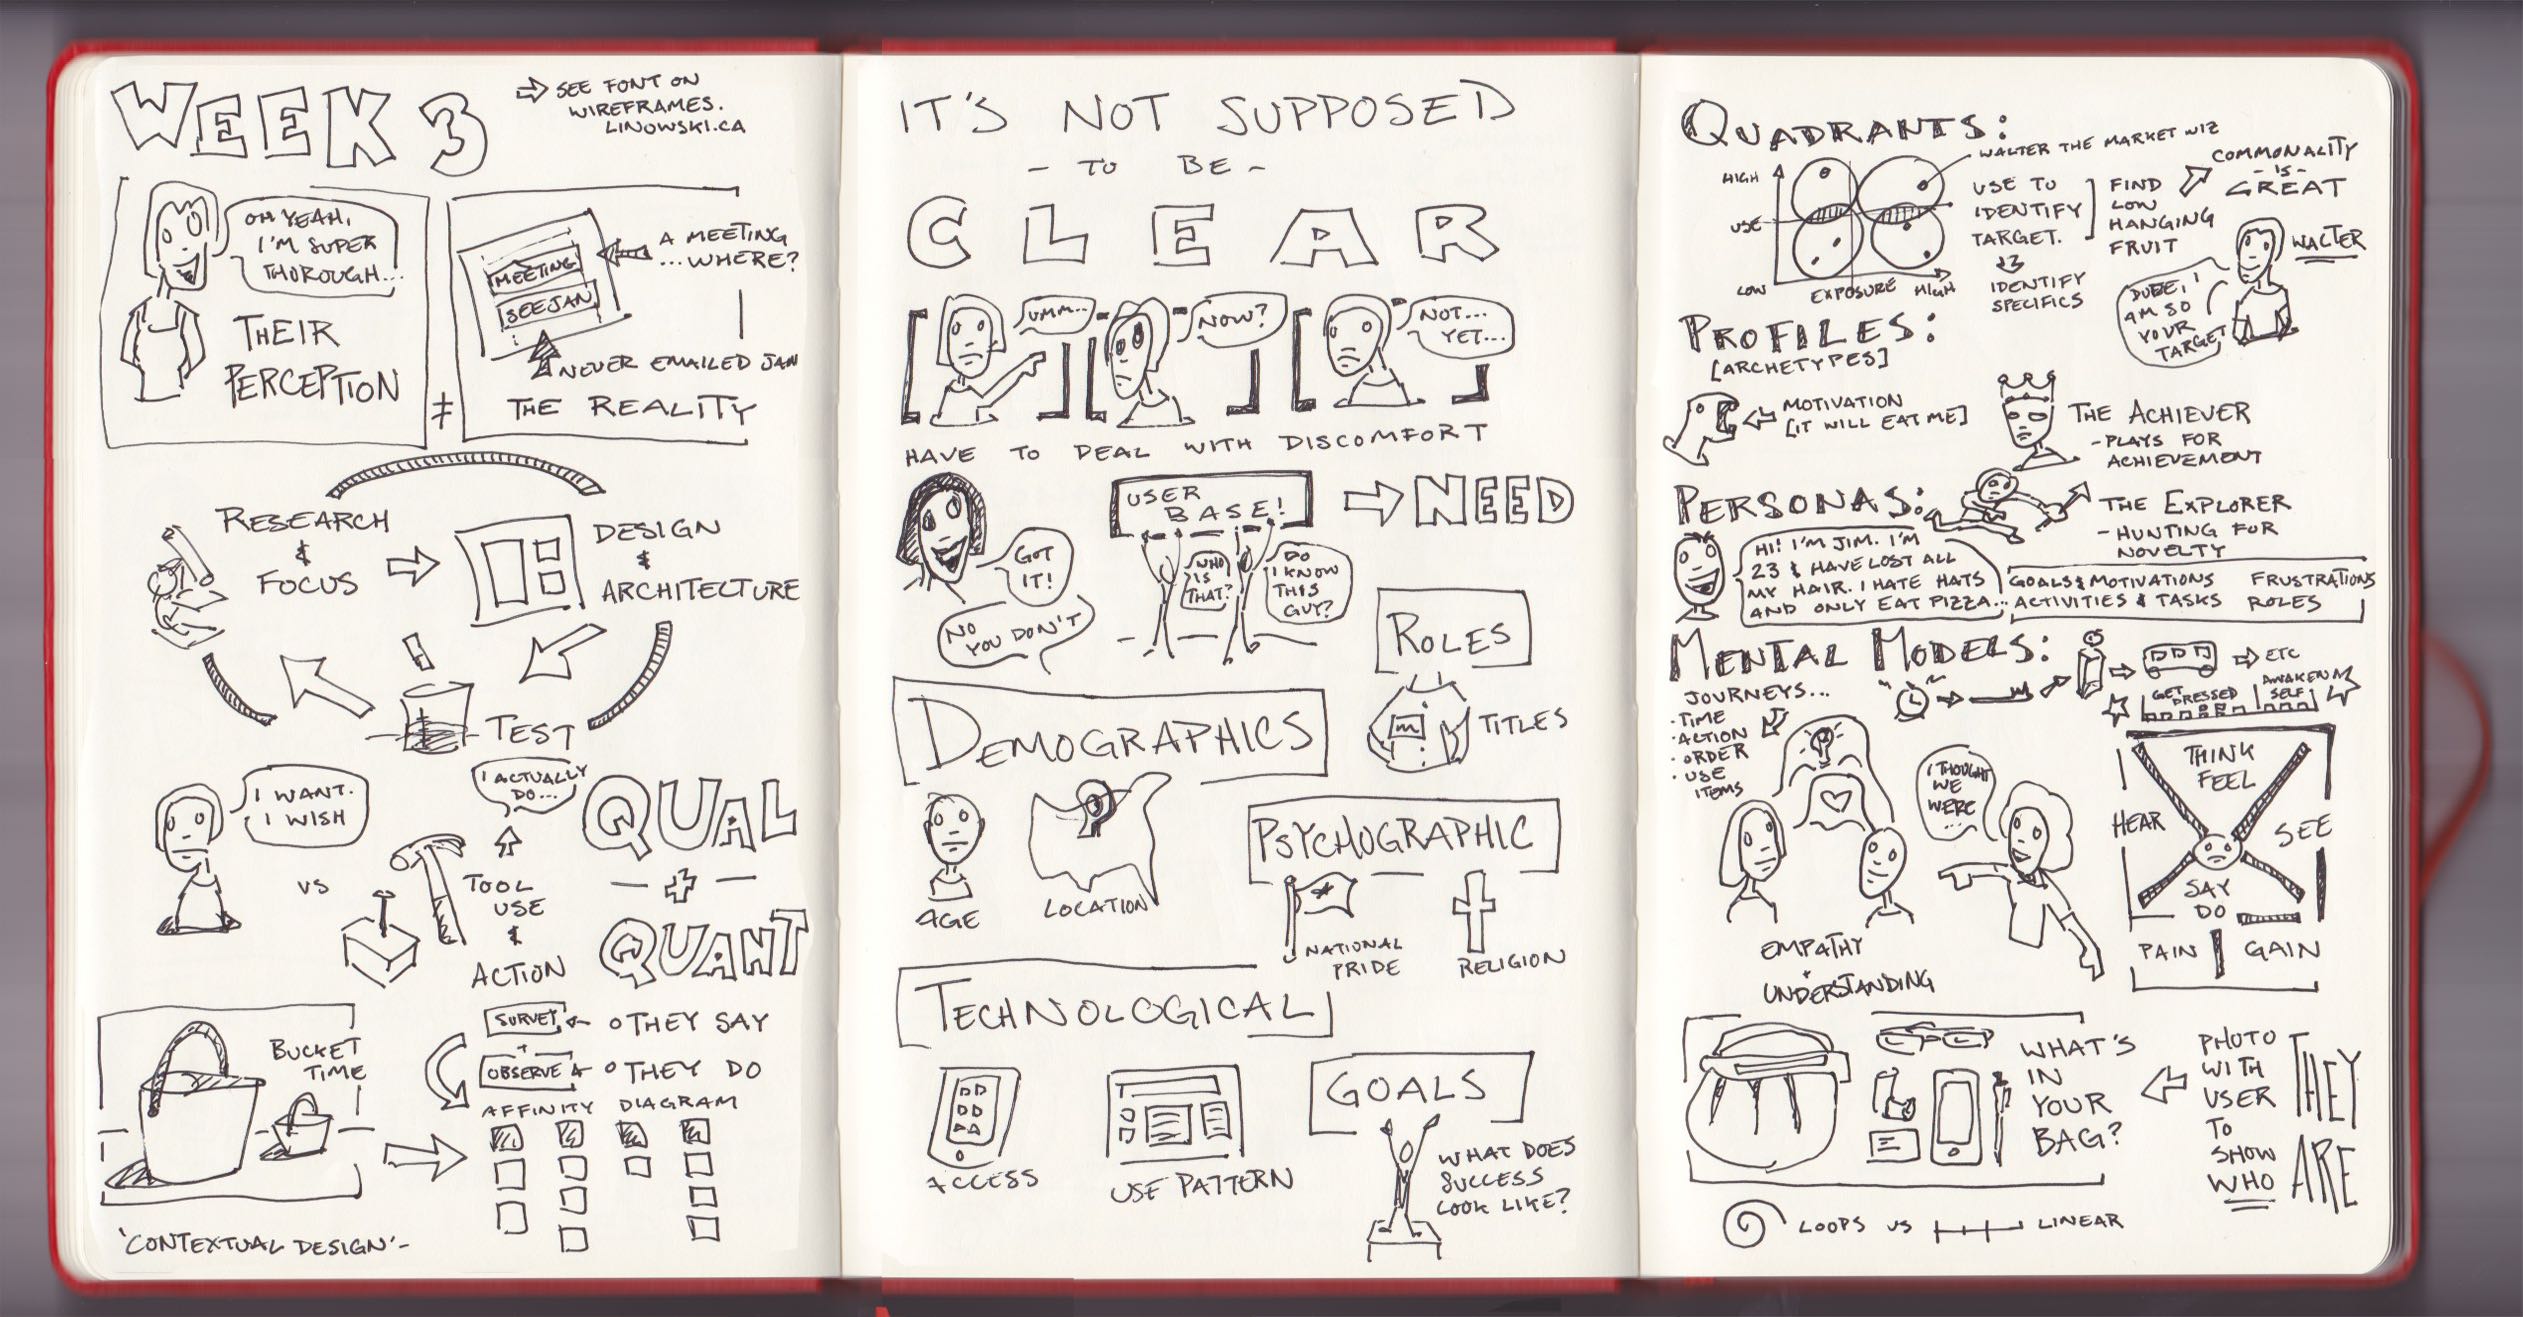 WEEK 3
SEE FONT ON
WIREFRAMES.
LINOWSKI.CA
OH YEAH,
I'M SUPER
THOROUGH...
THEIR
PERCEPTION
≠
MEETING
SEE JAN
A MEETING
...WHERE?
NEVER EMAILED JAN
THE REALITY
RESEARCH
&
FOCUS
DESIGN
&
ARCHITECTURE
TEST
I WANT.
I WISH
VS
I ACTUALLY
DO...
TOOL
USE
&
ACTION
QUAL
+
QUANT
BUCKET
TIME
SURVEY
THEY SAY
+
OBSERVE
THEY DO
AFFINITY DIAGRAM
'CONTEXTUAL DESIGN'-
IT'S NOT SUPPOSED
- TO BE -
CLEAR
UMM...
NOW?
NOT...
YET...
HAVE TO DEAL WITH DISCOMFORT
GOT
IT!
NO
YOU DON'T
USER
BASE!
WHO
IS
THAT?
DO
I KNOW
THIS
GUY?
NEED
ROLES
TITLES
DEMOGRAPHICS
AGE
LOCATION
PSYCHOGRAPHIC
NATIONAL
PRIDE
RELIGION
TECHNOLOGICAL
ACCESS
USE PATTERN
GOALS
WHAT DOES
SUCCESS
LOOK LIKE?
QUADRANTS:
WALTER THE MARKET WIZ
HIGH
USE
LOW
EXPOSURE HIGH
USE TO
IDENTIFY
TARGET.
IDENTIFY
SPECIFICS
FIND
LOW
HANGING
FRUIT
COMMONALITY
-IS-
GREAT
WALTER
DUDE, I
AM SO
YOUR
TARGET
PROFILES:
[ARCHETYPES]
MOTIVATION
[IT WILL EAT ME]
THE ACHIEVER
-PLAYS FOR
ACHIEVEMENT
PERSONAS:
THE EXPLORER
-HUNTING FOR
NOVELTY
HI! I'M JIM. I'M
23 & HAVE LOST ALL
MY HAIR. I HATE HATS
AND ONLY EAT PIZZA...
GOALS & MOTIVATIONS
ACTIVITIES & TASKS
FRUSTRATIONS
ROLES
MENTAL MODELS:
ETC
GET
DRESSED
AWAKEN
SELF
JOURNEYS...
· TIME
· ACTION
· ORDER
· USE
ITEMS
I THOUGHT
WE
WERE
...
EMPATHY
+
UNDERSTANDING
THINK
FEEL
HEAR
SEE
SAY
DO
PAIN
GAIN
WHAT'S
IN
YOUR
BAG?
PHOTO
WITH
USER
TO
SHOW
WHO
THEY
ARE
LOOPS VS LINEAR